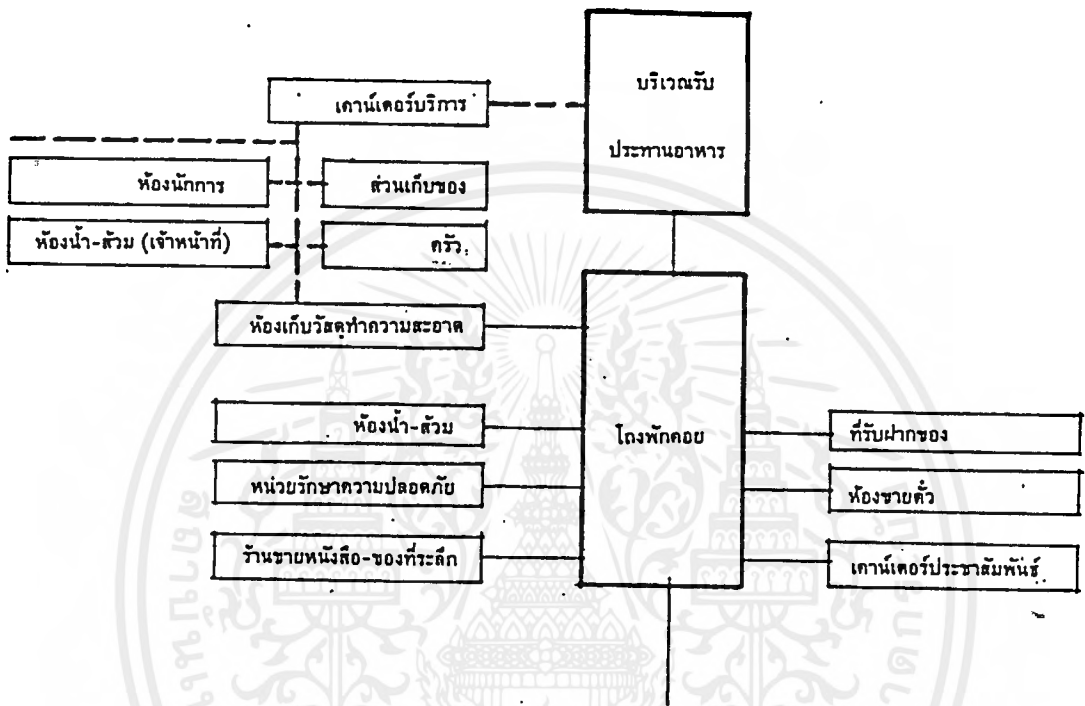 บริเวณรับ
ประทานอาหาร
เคาน์เตอร์บริการ
ห้องนักการ
ส่วนเก็บของ
ห้องน้ำ-ส้วม (เจ้าหน้าที่)
ครัว
ห้องเก็บวัสดุทำความสะอาด
ห้องน้ำ-ส้วม
โถงพักคอย
ที่รับฝากของ
หน่วยรักษาความปลอดภัย
ห้องขายตั๋ว
ร้านขายหนังสือ-ของที่ระลึก
เคาน์เตอร์ประชาสัมพันธ์